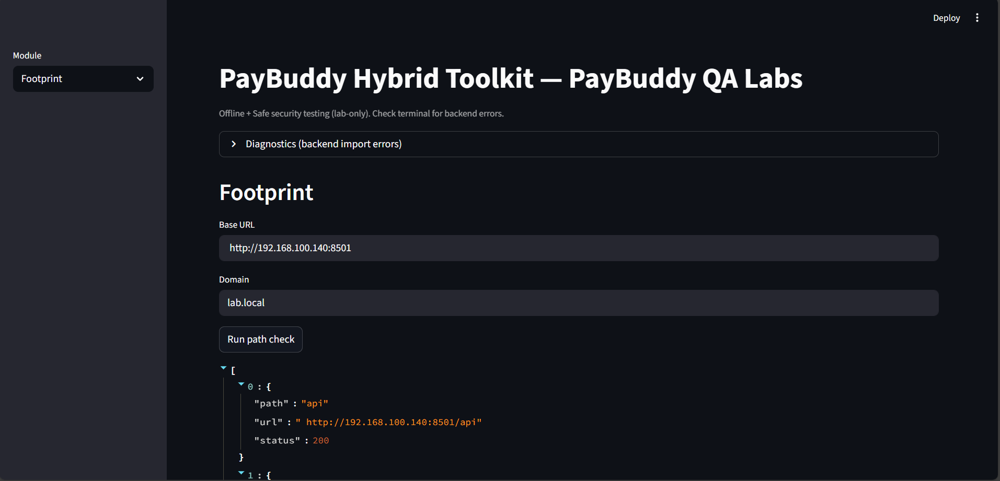 Deploy
Module
Footprint
PayBuddy Hybrid Toolkit — PayBuddy QA Labs
Offline + Safe security testing (lab-only). Check terminal for backend errors.
Diagnostics (backend import errors)
Footprint
Base URL
http://192.168.100.140:8501
Domain
lab.local
Run path check
[
0 : {
"path" : "api"
"url" : " http://192.168.100.140:8501/api"
"status" : 200
}
1 : {